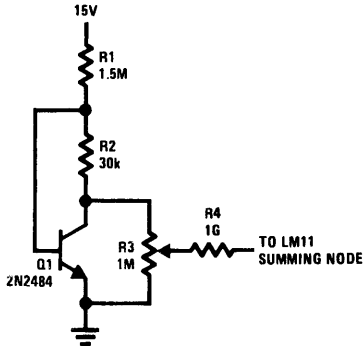 15V
R1
1.5M
R2
30k
R3
1M
R4
1G
TO LM11
SUMMING NODE
Q1
2N2484